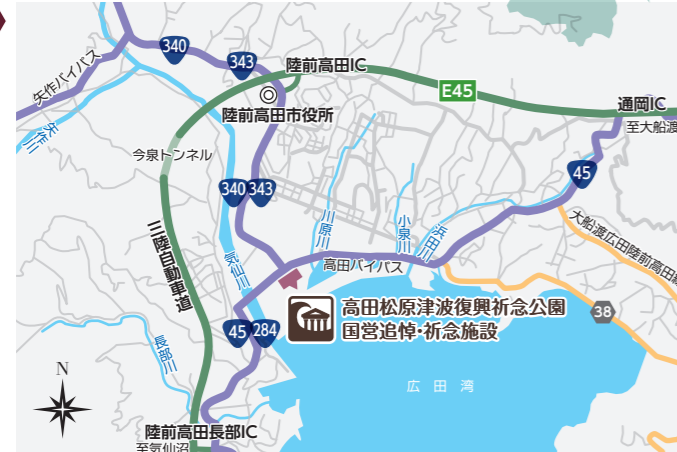 340
343
陸前高田IC
矢作バイパス
E45
通岡IC
陸前高田市役所
至大船渡
矢作川
今泉トンネル
45
340
343
川原川
小泉川
浜田川
大船渡広田陸前高田線
三陸自動車道
気仙川
高田バイパス
高田松原津波復興祈念公園
国営追悼・祈念施設
38
45
284
長部川
N
広田湾
陸前高田長部IC
至気仙沼